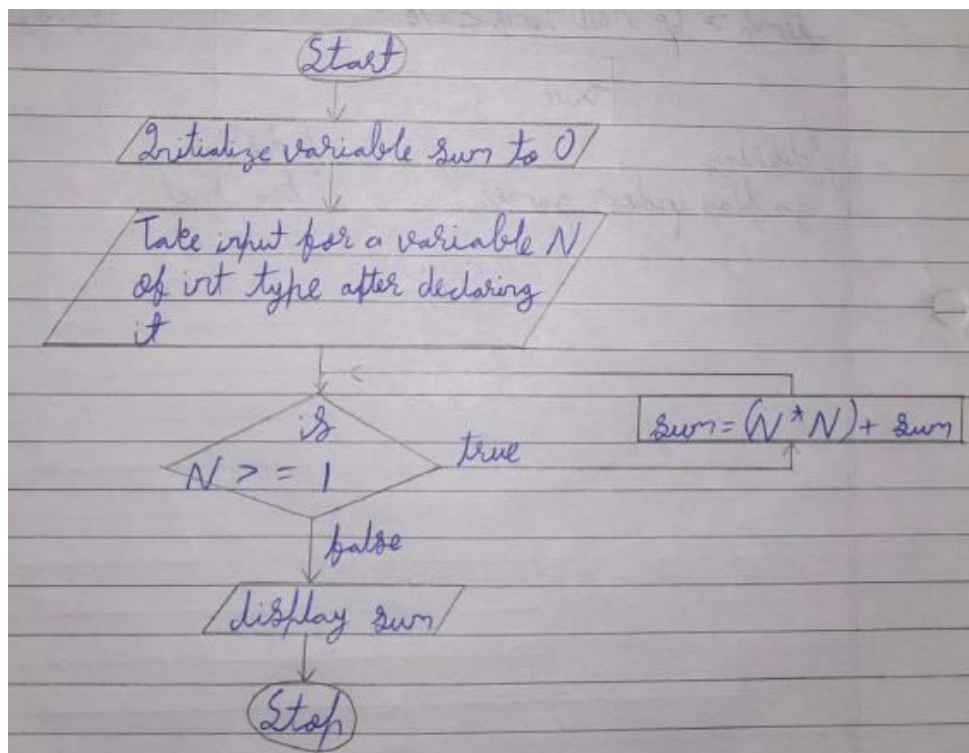 Start
Initialize variable sum to 0
Take input for a variable N
of int type after declaring
it
is
N > = 1
true
sum = (N * N) + sum
false
display sum
Stop